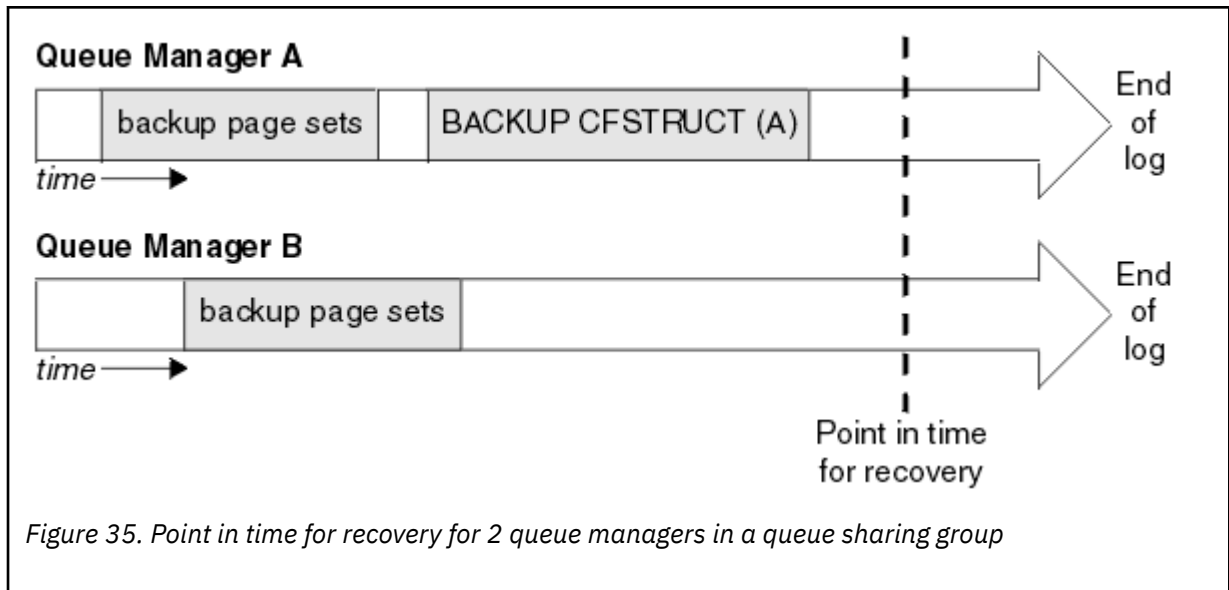 Queue Manager A
backup page sets
BACKUP CFSTRUCT (A)
End
of
log
time
Queue Manager B
backup page sets
End
of
log
time
Point in time
for recovery
Figure 35. Point in time for recovery for 2 queue managers in a queue sharing group